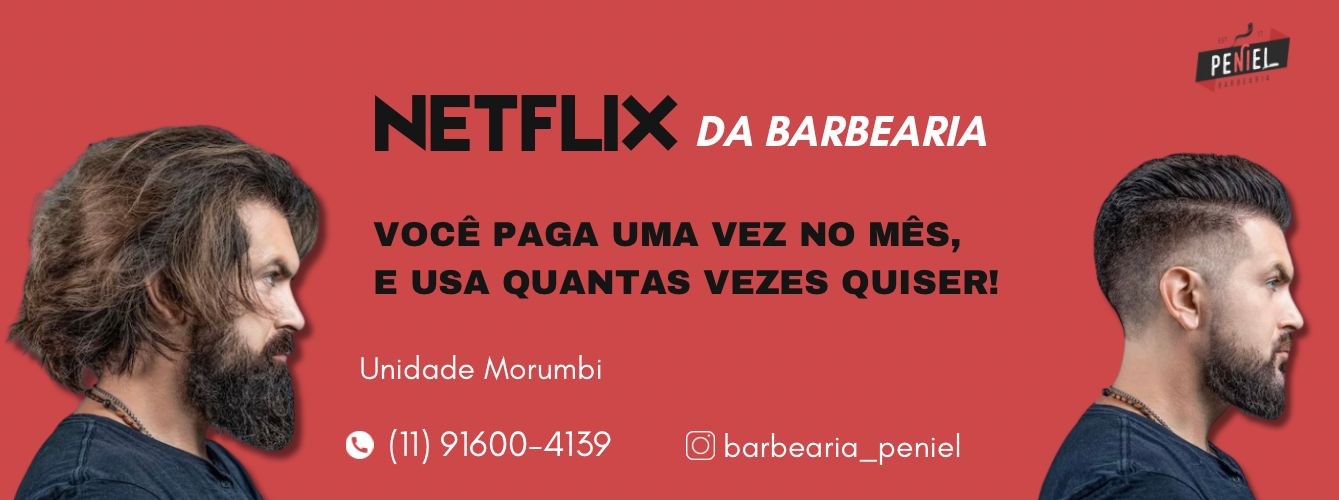 PENIEL
BARBEARIA
NETFLIX DA BARBEARIA
VOCÊ PAGA UMA VEZ NO MÊS,
E USA QUANTAS VEZES QUISER!
Unidade Morumbi
(11) 91600-4139
barbearia_peniel